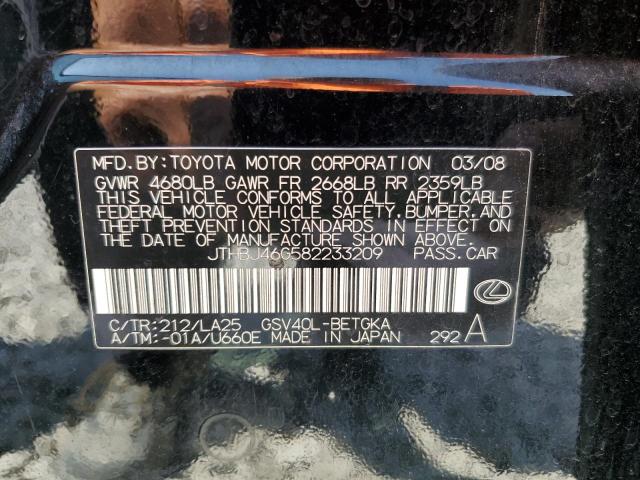 MFD. BY: TOYOTA MOTOR CORPORATION 03/08
GVWR 4680LB GAWR FR 2668LB RR 2359LB
THIS VEHICLE CONFORMS TO ALL APPLICABLE
FEDERAL MOTOR VEHICLE SAFETY, BUMPER, AND
THEFT PREVENTION STANDARDS IN EFFECT ON
THE DATE OF MANUFACTURE SHOWN ABOVE.
JTHBJ46G582233209 PASS. CAR
C/TR: 212/LA25 GSV40L-BETGKA
A/TM: -01A/U660E MADE IN JAPAN 292 A